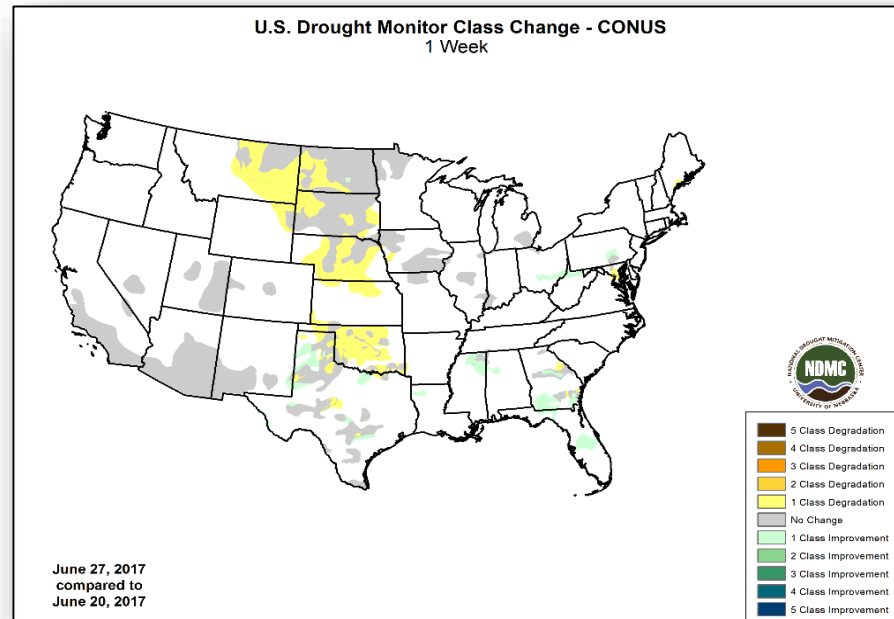 U.S. Drought Monitor Class Change - CONUS
1 Week
NATIONAL DROUGHT MITIGATION CENTER
NDMC
UNIVERSITY OF NEBRASKA
5 Class Degradation
4 Class Degradation
3 Class Degradation
2 Class Degradation
1 Class Degradation
No Change
1 Class Improvement
2 Class Improvement
3 Class Improvement
4 Class Improvement
5 Class Improvement
June 27, 2017
compared to
June 20, 2017